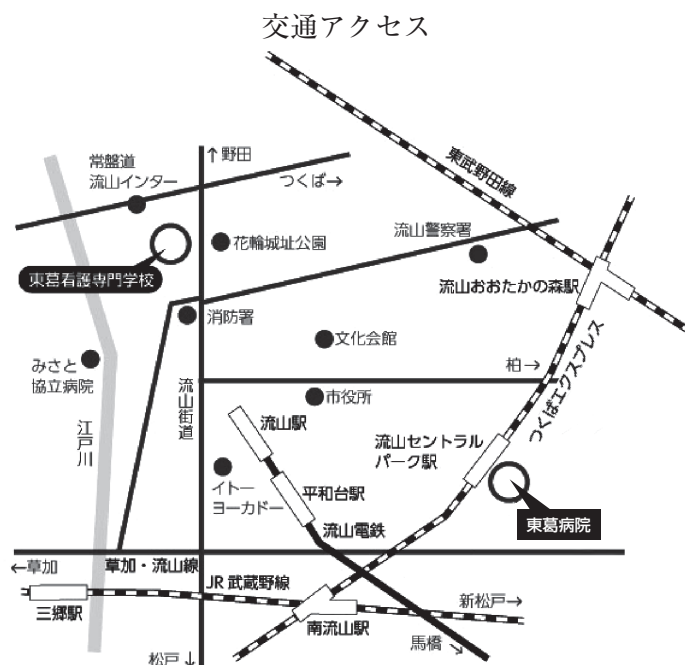 交通アクセス
東武野田線
↑野田
常盤道
流山インター
つくば→
流山警察署
花輪城址公園
東葛看護専門学校
流山おおたかの森駅
消防署
文化会館
つくばエクスプレス
みさと
協立病院
柏→
流山街道
市役所
江戸川
流山駅
流山セントラル
パーク駅
イトー
ヨーカドー
平和台駅
流山電鉄
東葛病院
←草加
草加・流山線
JR武蔵野線
三郷駅
新松戸→
南流山駅
馬橋↘
松戸↓